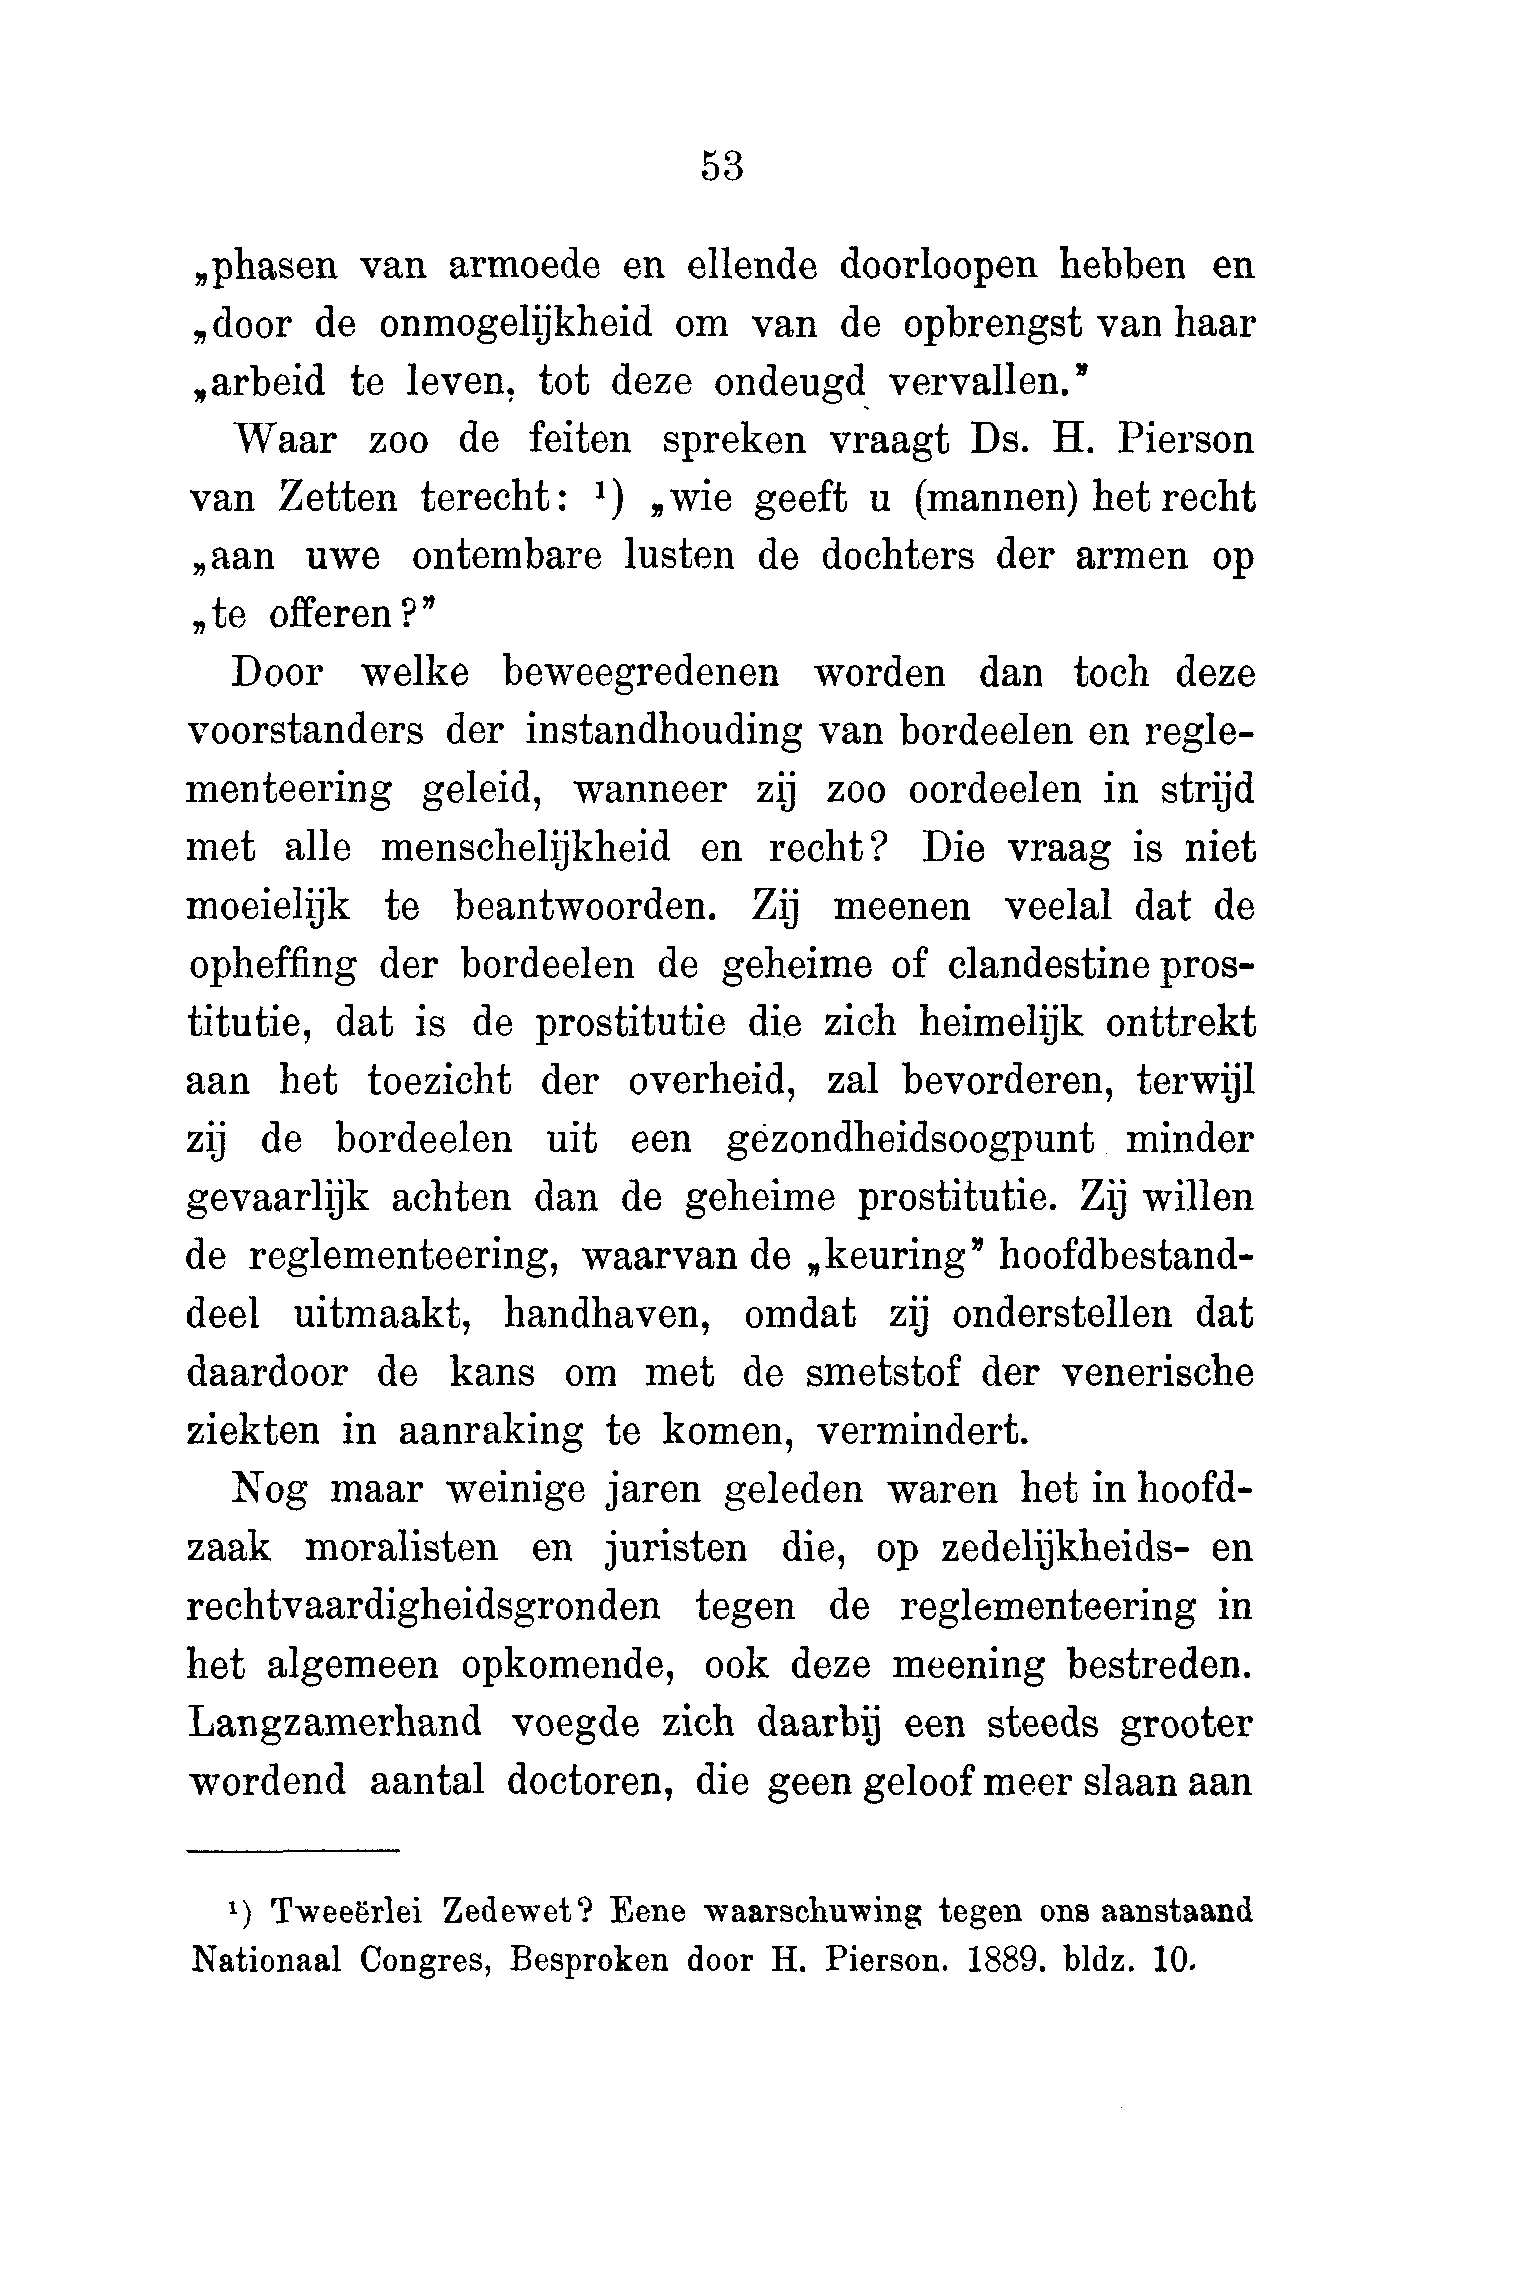 53
„phasen van armoede en ellende doorloopen hebben en
„door de onmogelijkheid om van de opbrengst van haar
„arbeid te leven, tot deze ondeugd vervallen.”
Waar zoo de feiten spreken vraagt Ds. H. Pierson
van Zetten terecht: ¹) „wie geeft u (mannen) het recht
„aan uwe ontembare lusten de dochters der armen op
„te offeren?”
Door welke beweegredenen worden dan toch deze
voorstanders der instandhouding van bordeelen en regle-
menteering geleid, wanneer zij zoo oordeelen in strijd
met alle menschelijkheid en recht? Die vraag is niet
moeielijk te beantwoorden. Zij meenen veelal dat de
opheffing der bordeelen de geheime of clandestine pros-
titutie, dat is de prostitutie die zich heimelijk onttrekt
aan het toezicht der overheid, zal bevorderen, terwijl
zij de bordeelen uit een gezondheidsoogpunt minder
gevaarlijk achten dan de geheime prostitutie. Zij willen
de reglementeering, waarvan de „keuring” hoofdbestand-
deel uitmaakt, handhaven, omdat zij onderstellen dat
daardoor de kans om met de smetstof der venerische
ziekten in aanraking te komen, vermindert.
Nog maar weinige jaren geleden waren het in hoofd-
zaak moralisten en juristen die, op zedelijkheids- en
rechtvaardigheidsgronden tegen de reglementeering in
het algemeen opkomende, ook deze meening bestreden.
Langzamerhand voegde zich daarbij een steeds grooter
wordend aantal doctoren, die geen geloof meer slaan aan
¹) Tweeërlei Zedewet? Eene waarschuwing tegen ons aanstaand
Nationaal Congres, Besproken door H. Pierson. 1889. bldz. 10.